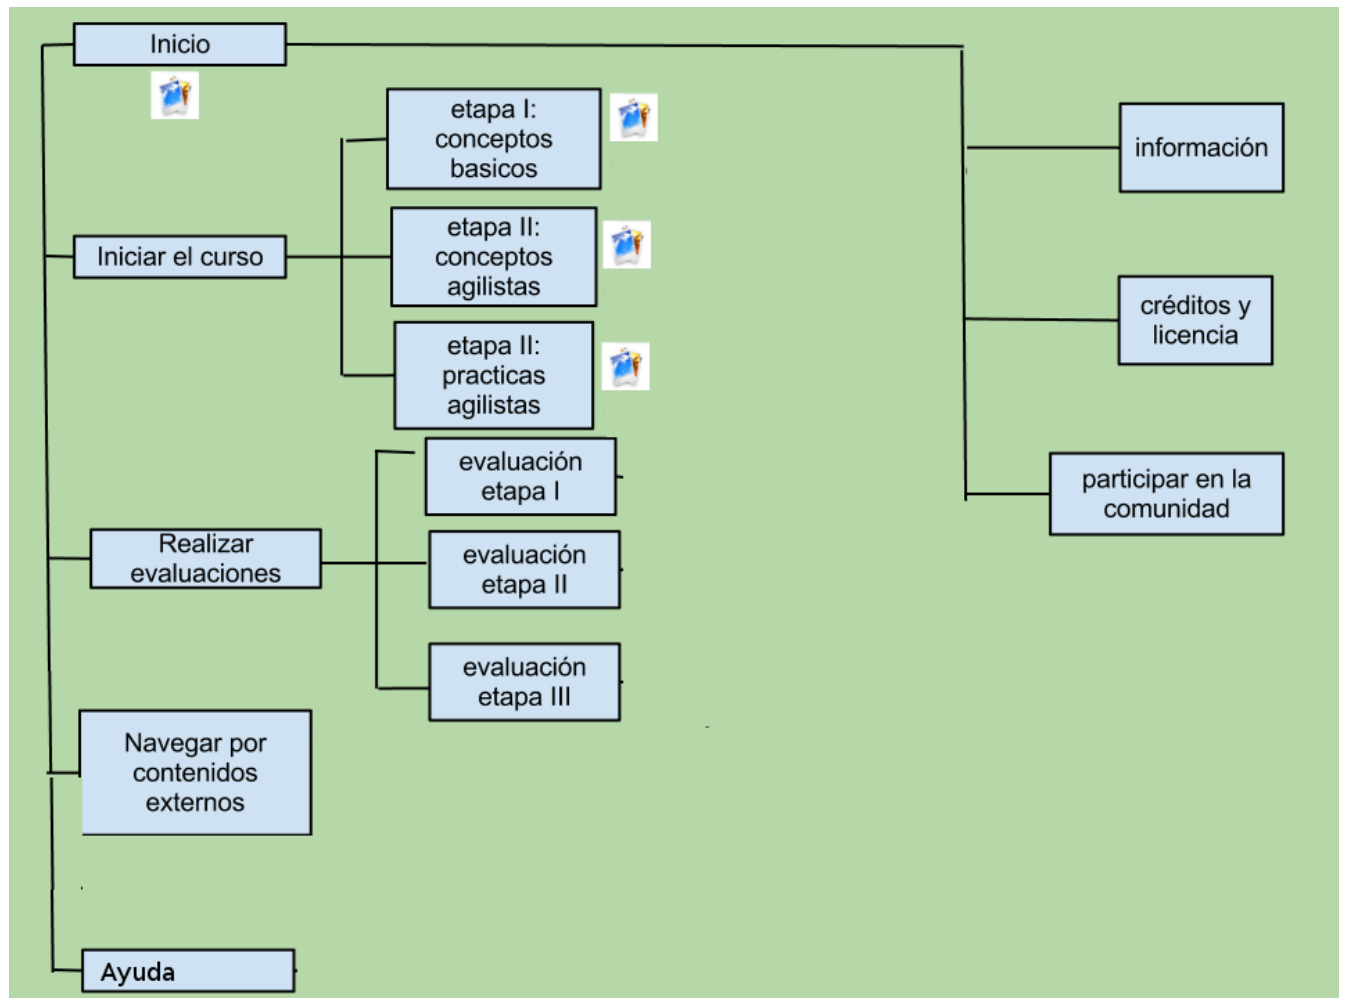 Inicio
etapa I:
conceptos
basicos
Iniciar el curso
etapa II:
conceptos
agilistas
etapa II:
practicas
agilistas
Realizar
evaluaciones
evaluación
etapa I
evaluación
etapa II
evaluación
etapa III
Navegar por
contenidos
externos
Ayuda
información
créditos y
licencia
participar en la
comunidad